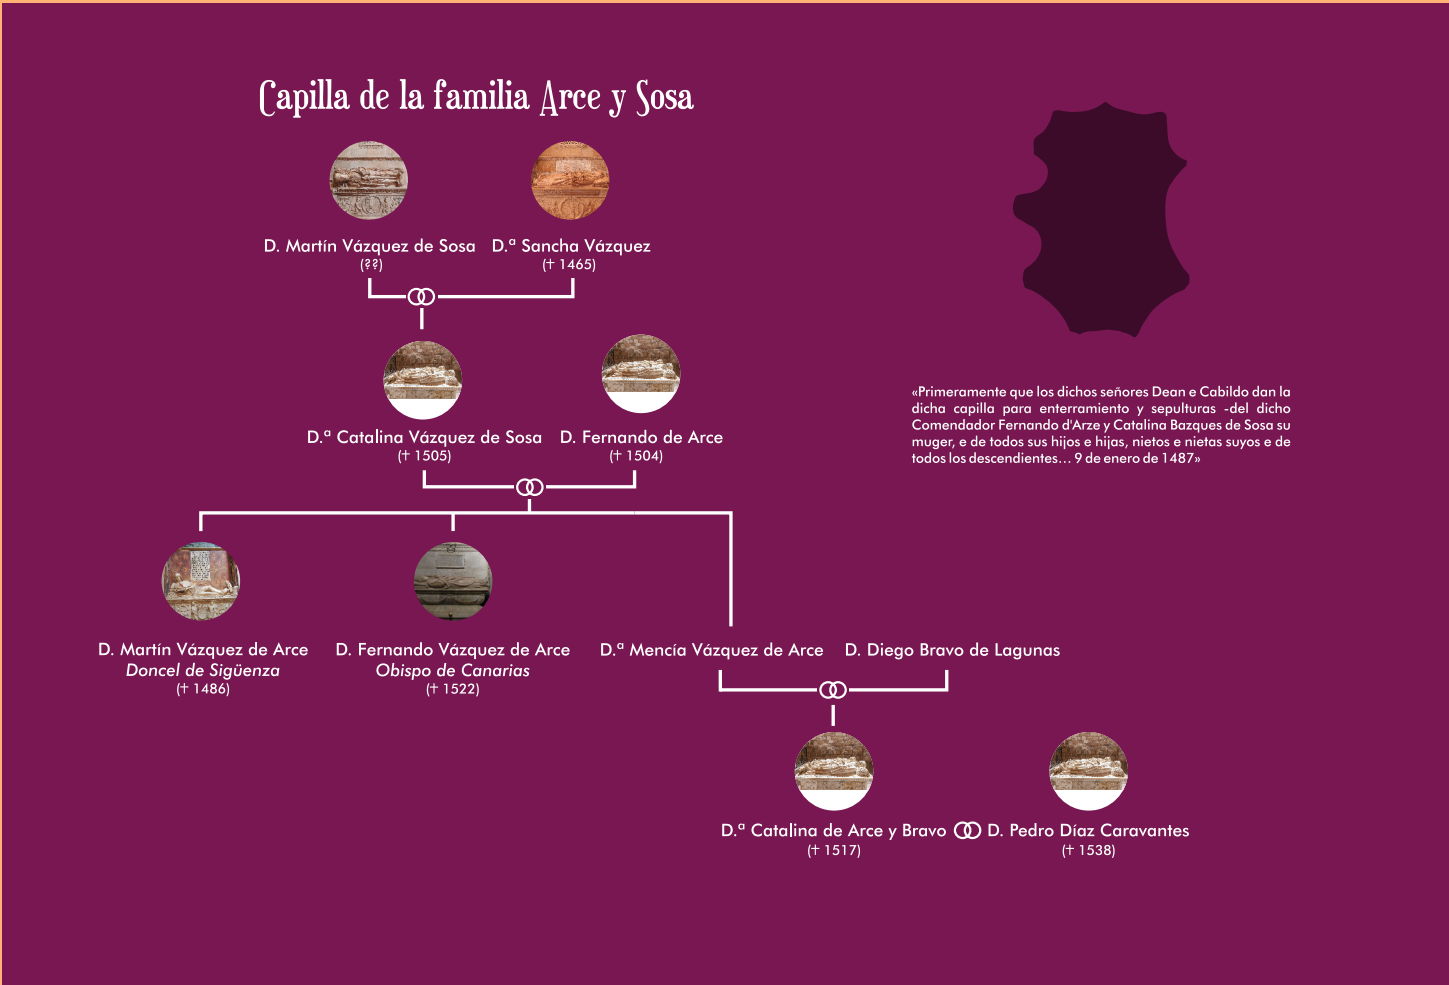 Capilla de la familia Arce y Sosa
D. Martín Vázquez de Sosa
(??)
D.ª Sancha Vázquez
(✝ 1465)
D.ª Catalina Vázquez de Sosa
(✝ 1505)
D. Fernando de Arce
(✝ 1504)
«Primeramente que los dichos señores Dean e Cabildo dan la
dicha capilla para enterramiento y sepulturas -del dicho
Comendador Fernando d'Arze y Catalina Bazques de Sosa su
muger, e de todos sus hijos e hijas, nietos e nietas suyos e de
todos los descendientes... 9 de enero de 1487»
D. Martín Vázquez de Arce
Doncel de Sigüenza
(✝ 1486)
D. Fernando Vázquez de Arce
Obispo de Canarias
(✝ 1522)
D.ª Mencía Vázquez de Arce
D. Diego Bravo de Lagunas
D.ª Catalina de Arce y Bravo
(✝ 1517)
D. Pedro Díaz Caravantes
(✝ 1538)